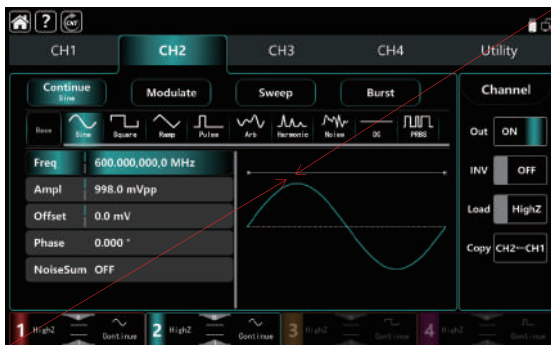 ? CNT
CH1 CH2 CH3 CH4 Utility
Continue
Sine
Modulate Sweep Burst Channel
Base Sine Square Ramp Pulse Arb Harmonic Noise DC PRBS
Out ON
Freq 600.000,000,0 MHz
INV OFF
Ampl 998.0 mVpp
Offset 0.0 mV
Load HighZ
Phase 0.000 °
Copy CH2←CH1
NoiseSum OFF
1 HighZ Continue 2 HighZ Continue 3 HighZ Continue 4 HighZ Continue